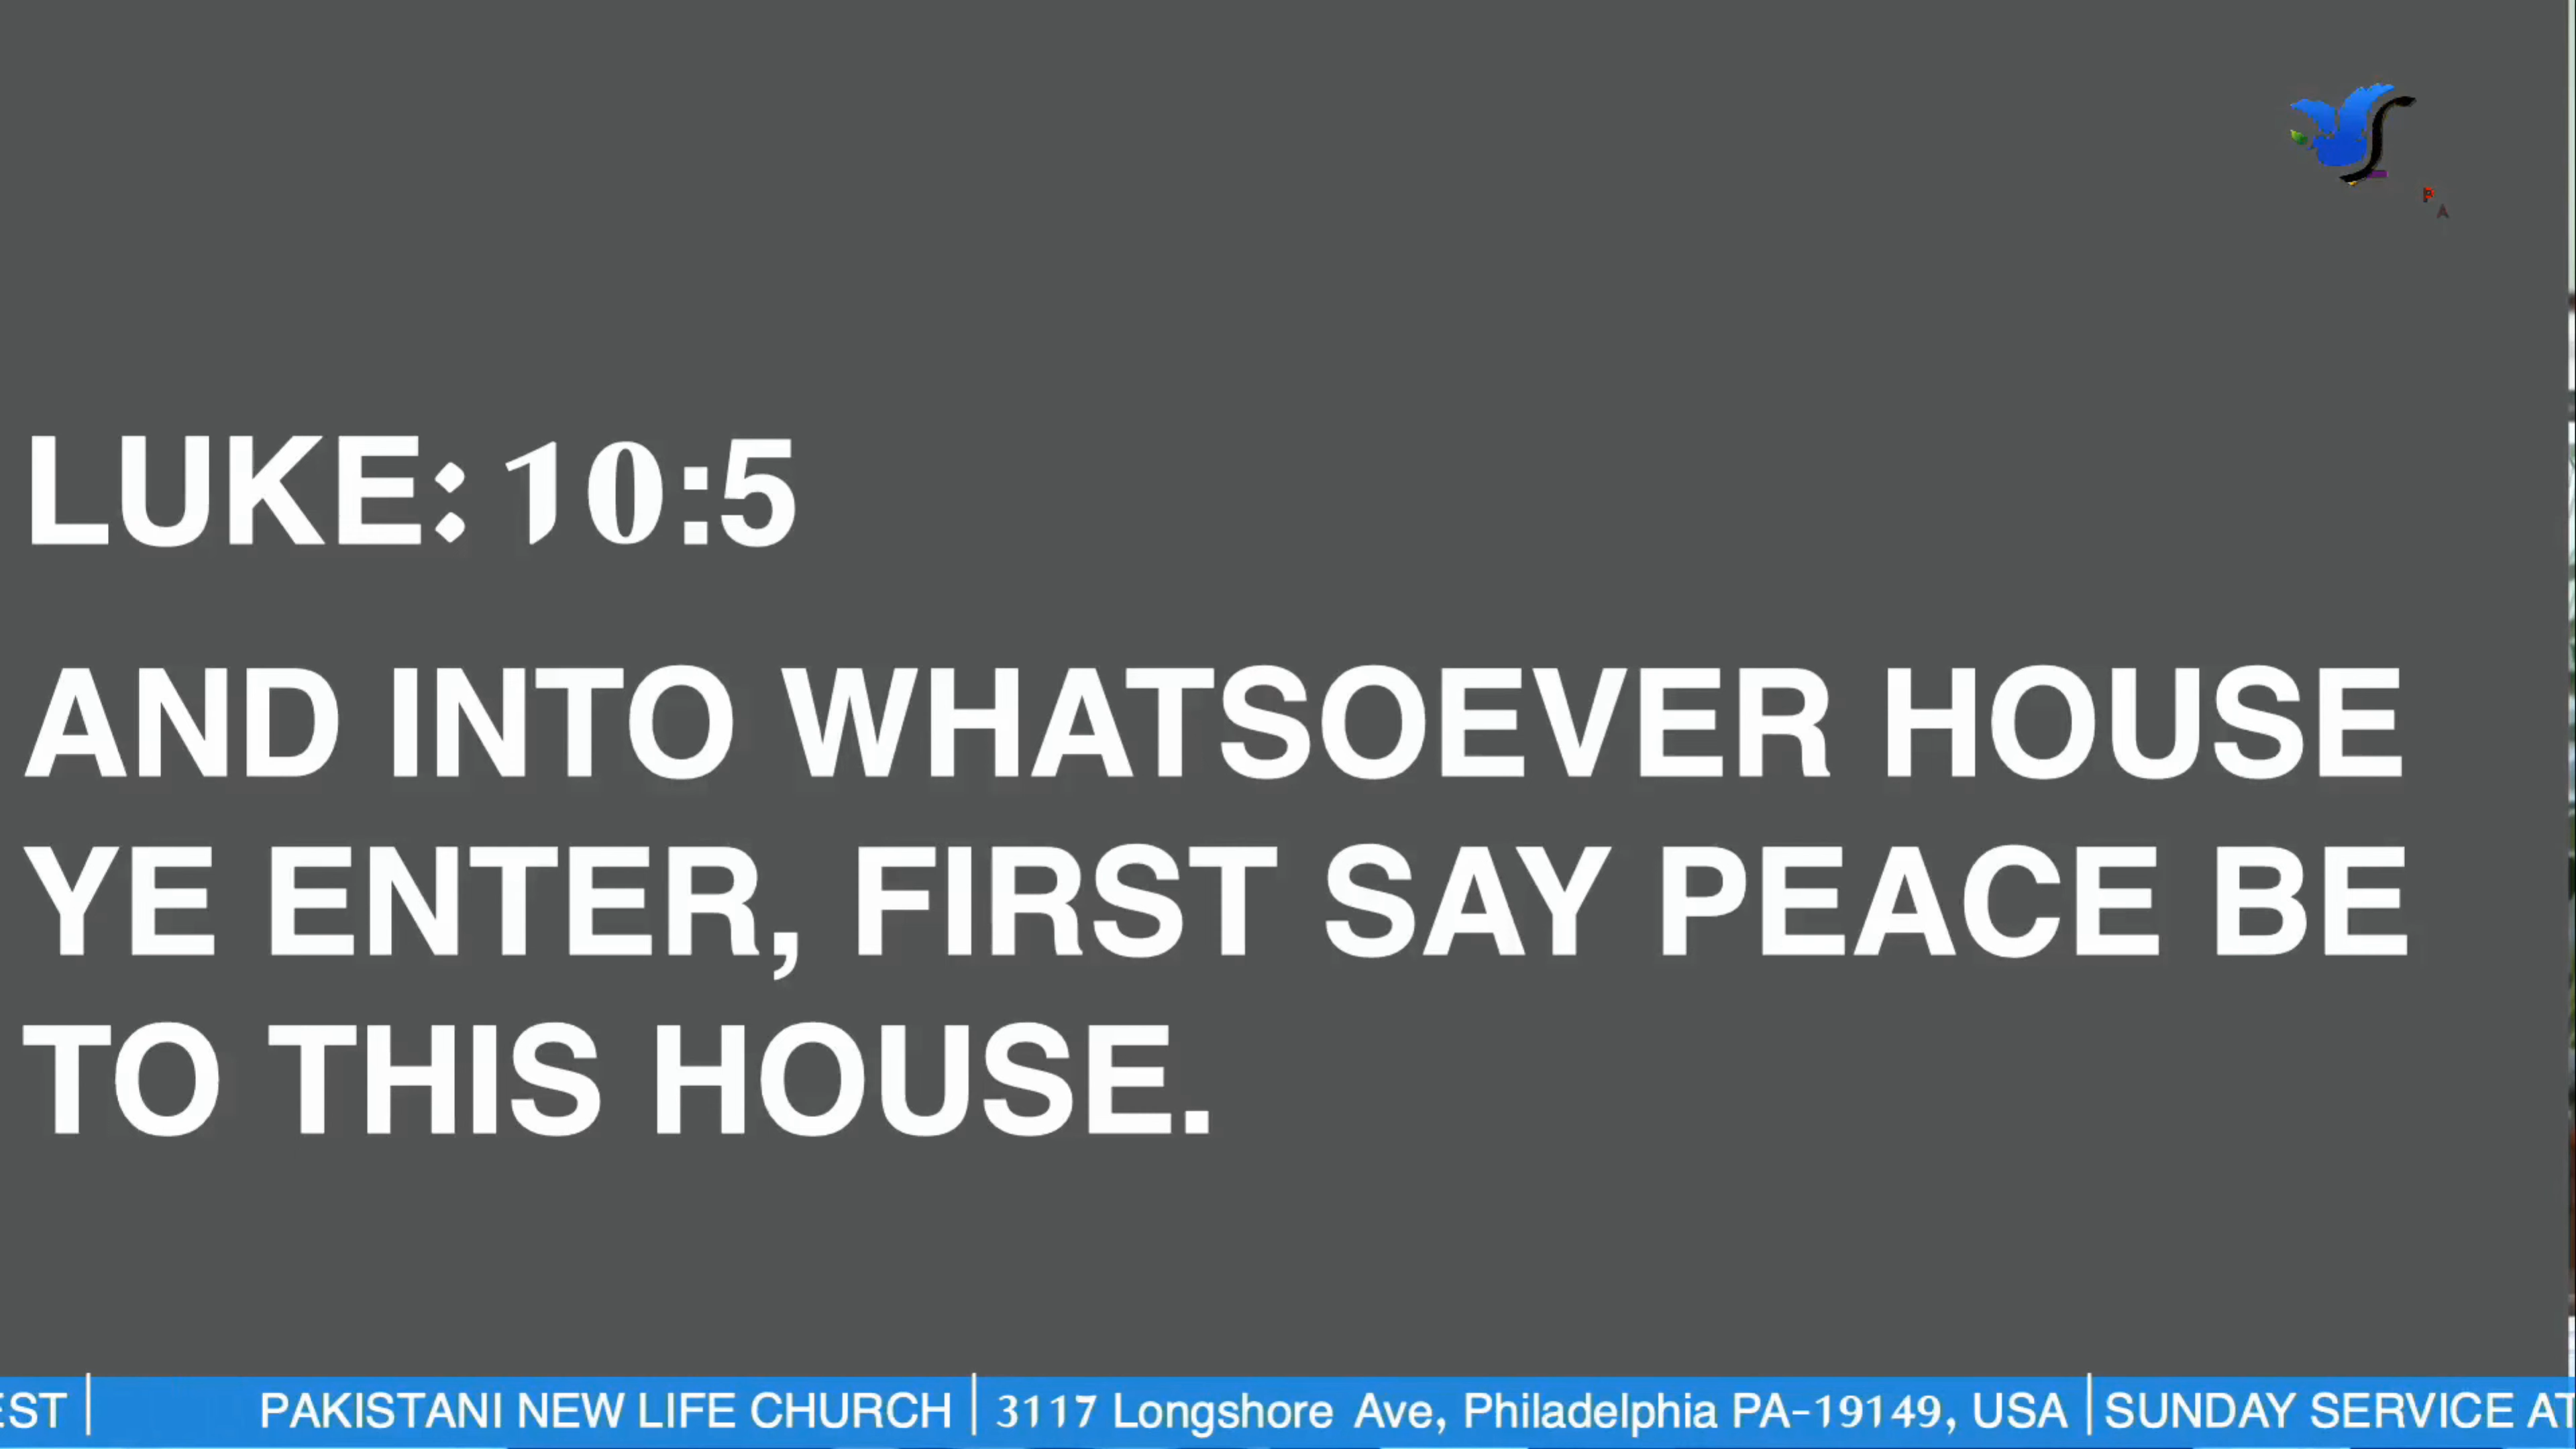 P
A
LUKE: 10:5
AND INTO WHATSOEVER HOUSE
YE ENTER, FIRST SAY PEACE BE
TO THIS HOUSE.
EST | PAKISTANI NEW LIFE CHURCH | 3117 Longshore Ave, Philadelphia PA-19149, USA | SUNDAY SERVICE AT